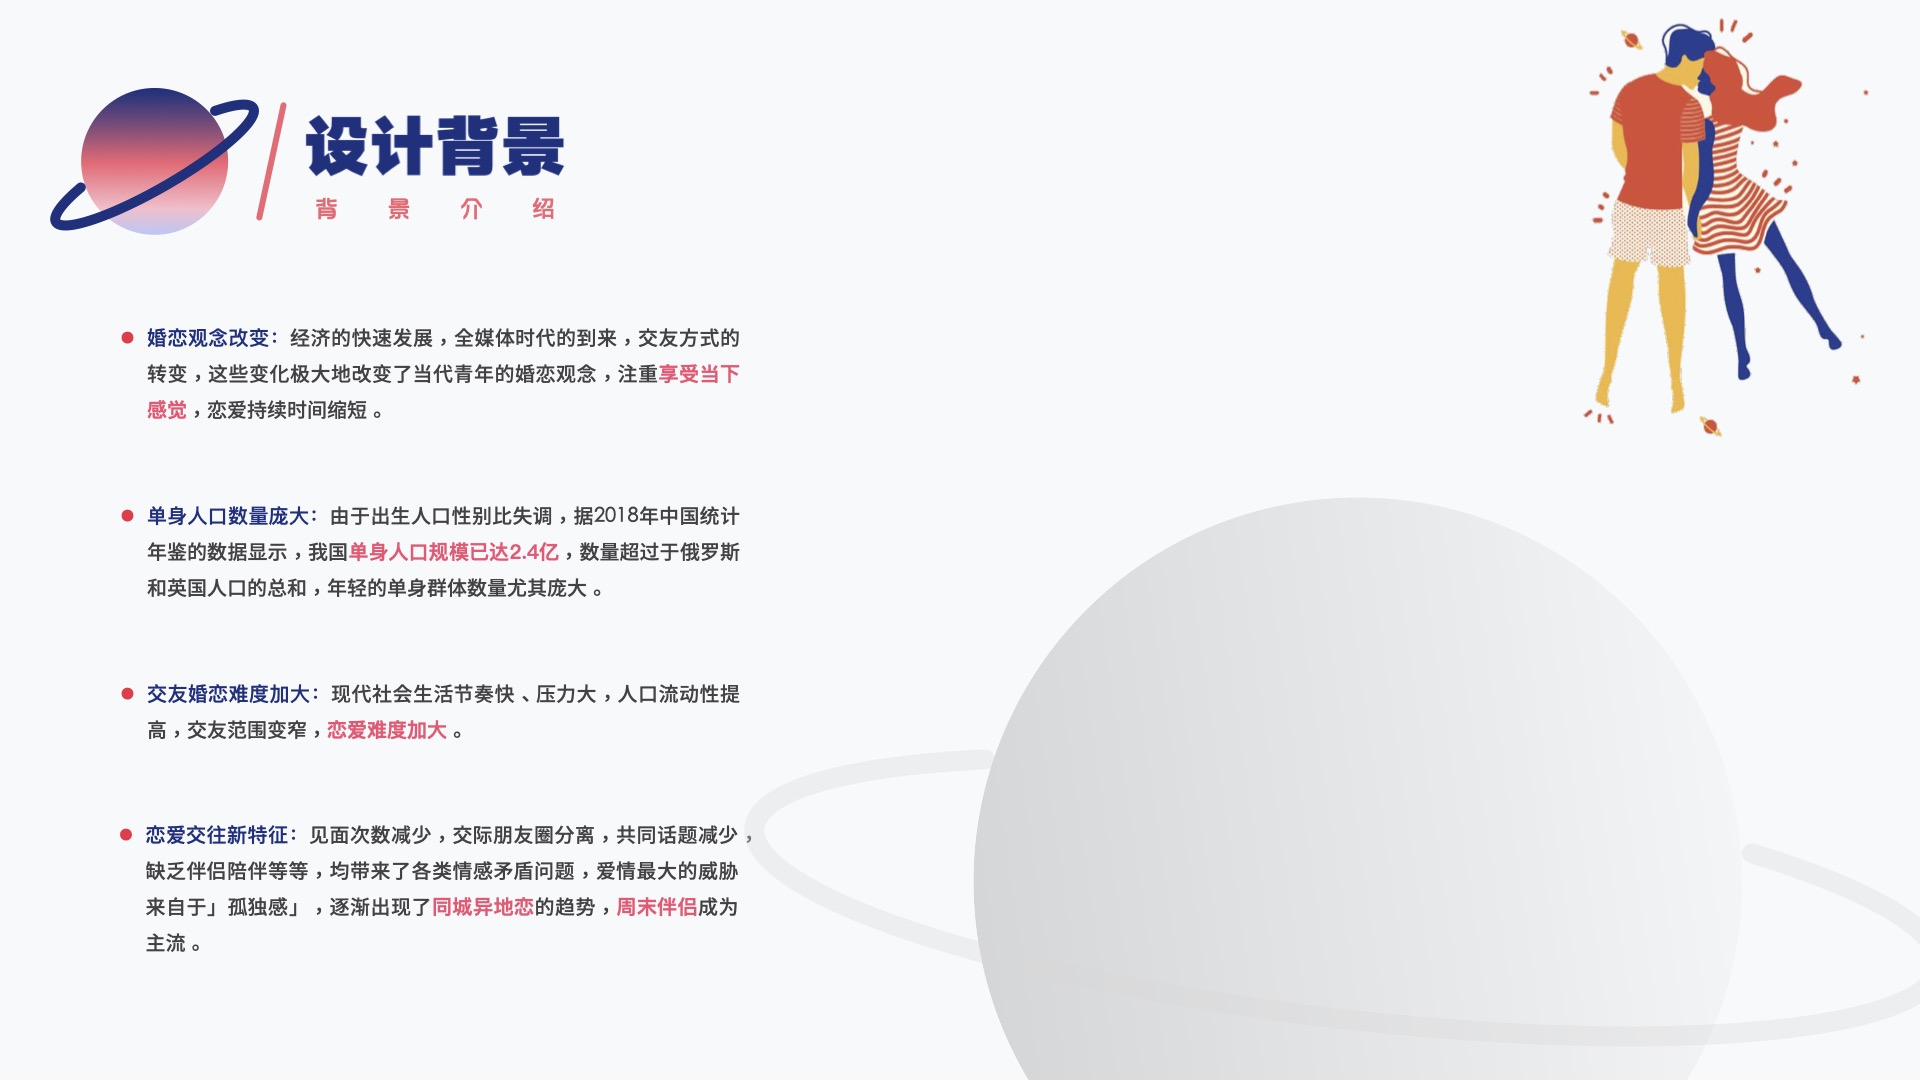 设计背景
背景介绍
婚恋观念改变：经济的快速发展，全媒体时代的到来，交友方式的
转变，这些变化极大地改变了当代青年的婚恋观念，注重享受当下
感觉，恋爱持续时间缩短。
单身人口数量庞大：由于出生人口性别比失调，据2018年中国统计
年鉴的数据显示，我国单身人口规模已达2.4亿，数量超过于俄罗斯
和英国人口的总和，年轻的单身群体数量尤其庞大。
交友婚恋难度加大：现代社会生活节奏快、压力大，人口流动性提
高，交友范围变窄，恋爱难度加大。
恋爱交往新特征：见面次数减少，交际朋友圈分离，共同话题减少，
缺乏伴侣陪伴等等，均带来了各类情感矛盾问题，爱情最大的威胁
来自于」孤独感」，逐渐出现了同城异地恋的趋势，周末伴侣成为
主流。